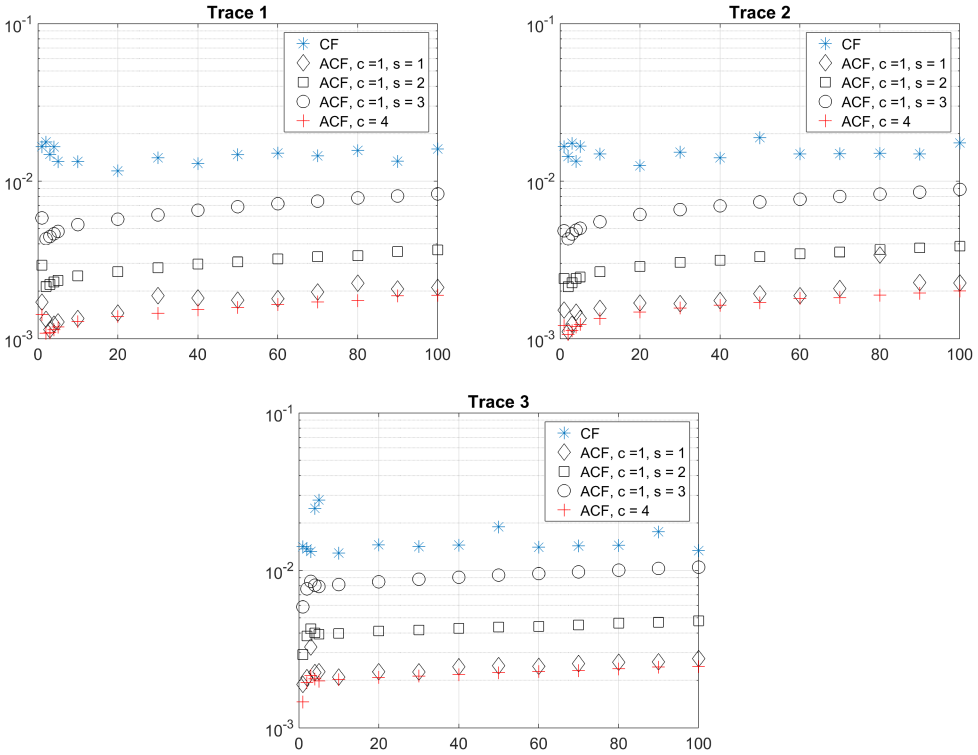 Trace 1
10^-1
10^-2
10^-3
0 20 40 60 80 100
CF
ACF, c =1, s = 1
ACF, c =1, s = 2
ACF, c =1, s = 3
ACF, c = 4
Trace 2
10^-1
10^-2
10^-3
0 20 40 60 80 100
CF
ACF, c =1, s = 1
ACF, c =1, s = 2
ACF, c =1, s = 3
ACF, c = 4
Trace 3
10^-1
10^-2
10^-3
0 20 40 60 80 100
CF
ACF, c =1, s = 1
ACF, c =1, s = 2
ACF, c =1, s = 3
ACF, c = 4